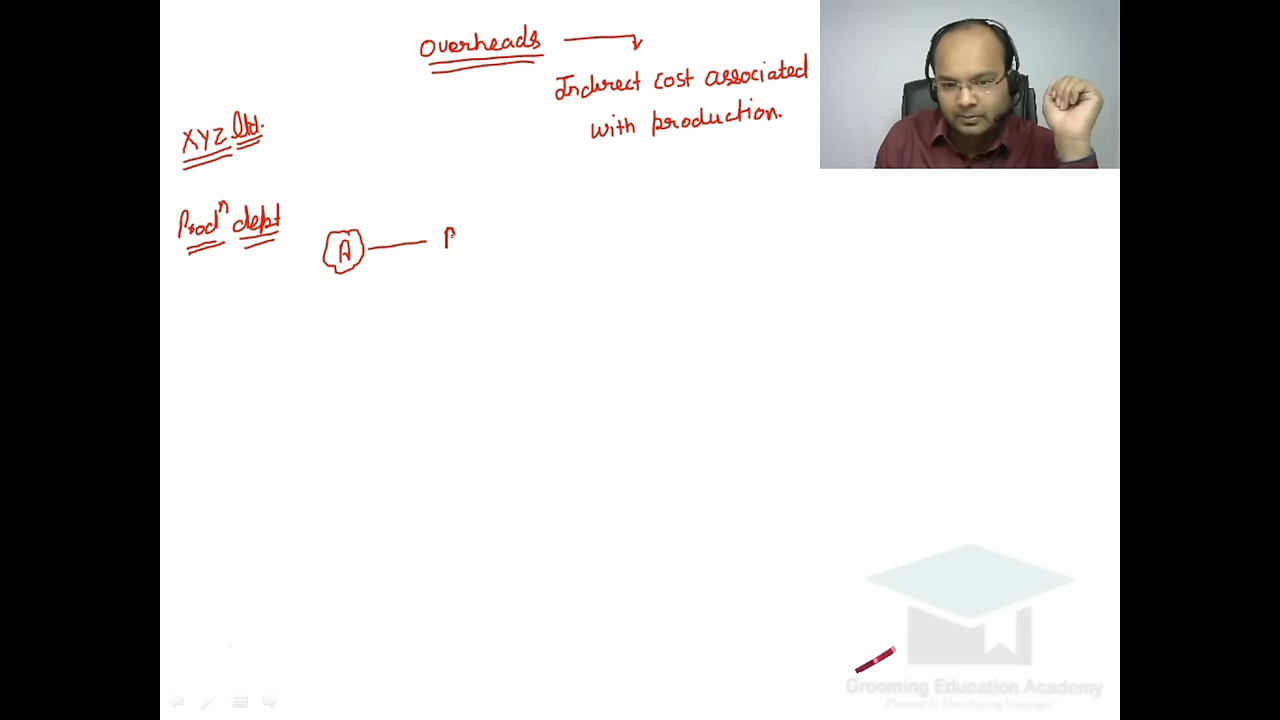 Overheads
Indirect cost associated
with production.
XYZ ltd.
Prodⁿ dept
A
Grooming Education Academy